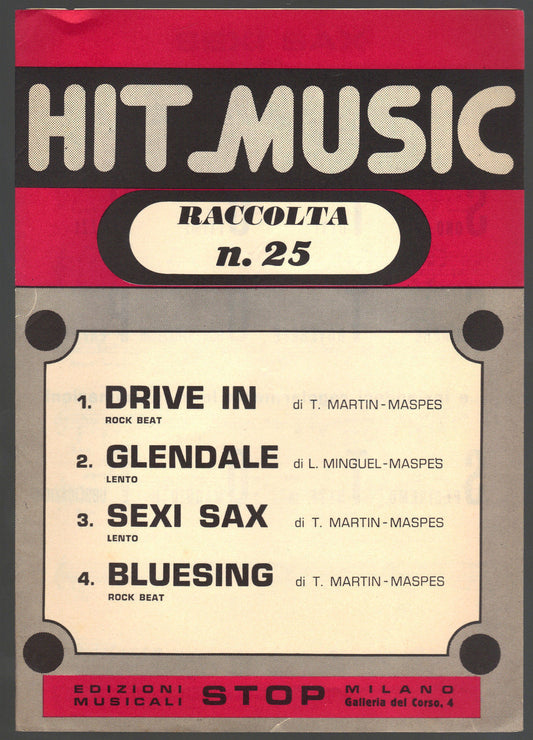 HIT MUSIC
RACCOLTA
n. 25
1. DRIVE IN di T. MARTIN-MASPES
ROCK BEAT
2. GLENDALE di L. MINGUEL-MASPES
LENTO
3. SEXI SAX di T. MARTIN-MASPES
LENTO
4. BLUESING di T. MARTIN-MASPES
ROCK BEAT
EDIZIONI MUSICALI STOP MILANO
Galleria del Corso, 4